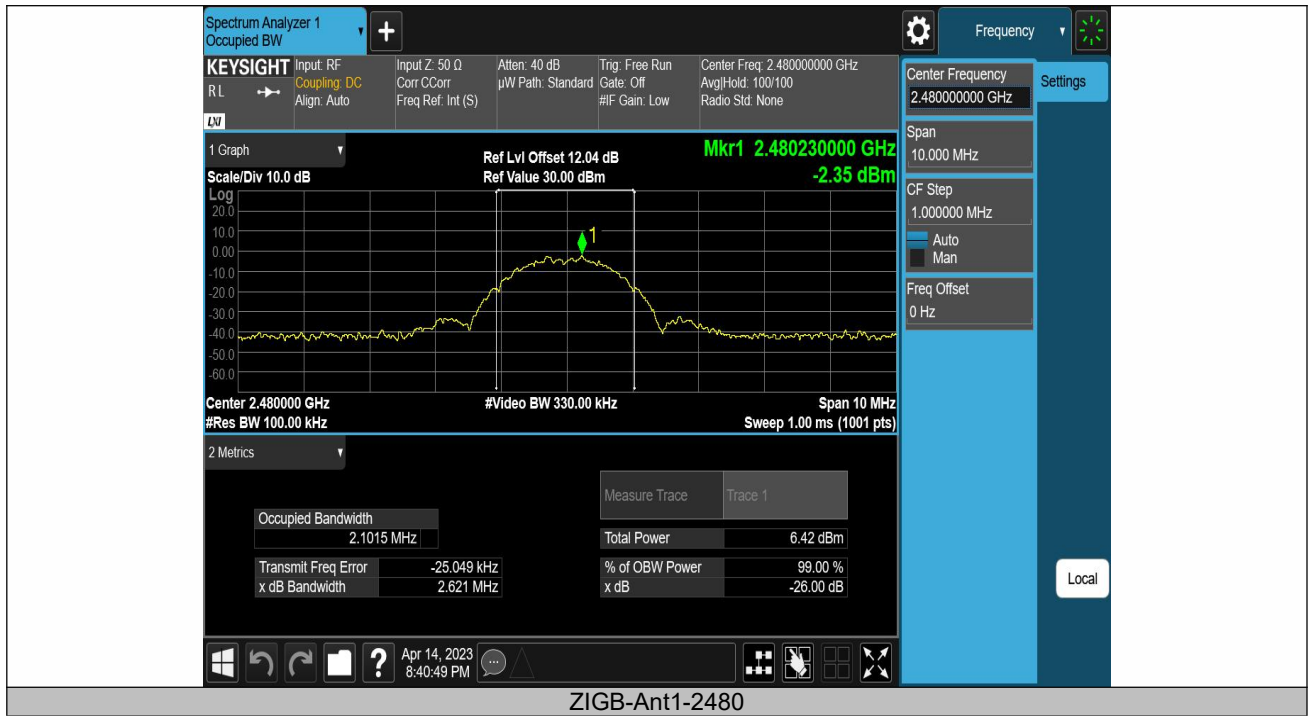 Spectrum Analyzer 1
Occupied BW
+
Frequency
KEYSIGHT
RL
LXI
Input: RF
Coupling: DC
Align: Auto
Input Z: 50 Ω
Corr CCorr
Freq Ref: Int (S)
Atten: 40 dB
µW Path: Standard
Trig: Free Run
Gate: Off
#IF Gain: Low
Center Freq: 2.480000000 GHz
Avg|Hold: 100/100
Radio Std: None
Center Frequency
2.480000000 GHz
Settings
Span
10.000 MHz
CF Step
1.000000 MHz
Auto
Man
Freq Offset
0 Hz
Local
1 Graph
Scale/Div 10.0 dB
Ref Lvl Offset 12.04 dB
Ref Value 30.00 dBm
Mkr1 2.480230000 GHz
-2.35 dBm
Log
20.0
10.0
0.00
-10.0
-20.0
-30.0
-40.0
-50.0
-60.0
1
Center 2.480000 GHz
#Res BW 100.00 kHz
#Video BW 330.00 kHz
Span 10 MHz
Sweep 1.00 ms (1001 pts)
2 Metrics
Measure Trace Trace 1
Occupied Bandwidth
2.1015 MHz
Total Power 6.42 dBm
Transmit Freq Error -25.049 kHz
% of OBW Power 99.00 %
x dB Bandwidth 2.621 MHz
x dB -26.00 dB
?
Apr 14, 2023
8:40:49 PM
ZIGB-Ant1-2480